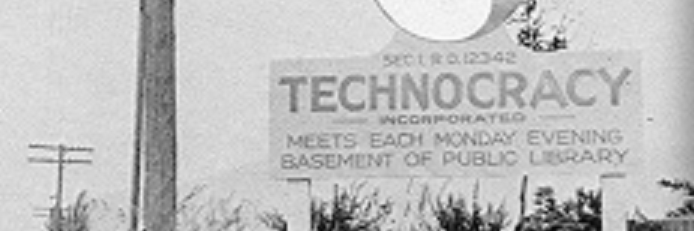 SEC. 1. R. D. 12342
TECHNOCRACY
INCORPORATED
MEETS EACH MONDAY EVENING
BASEMENT OF PUBLIC LIBRARY